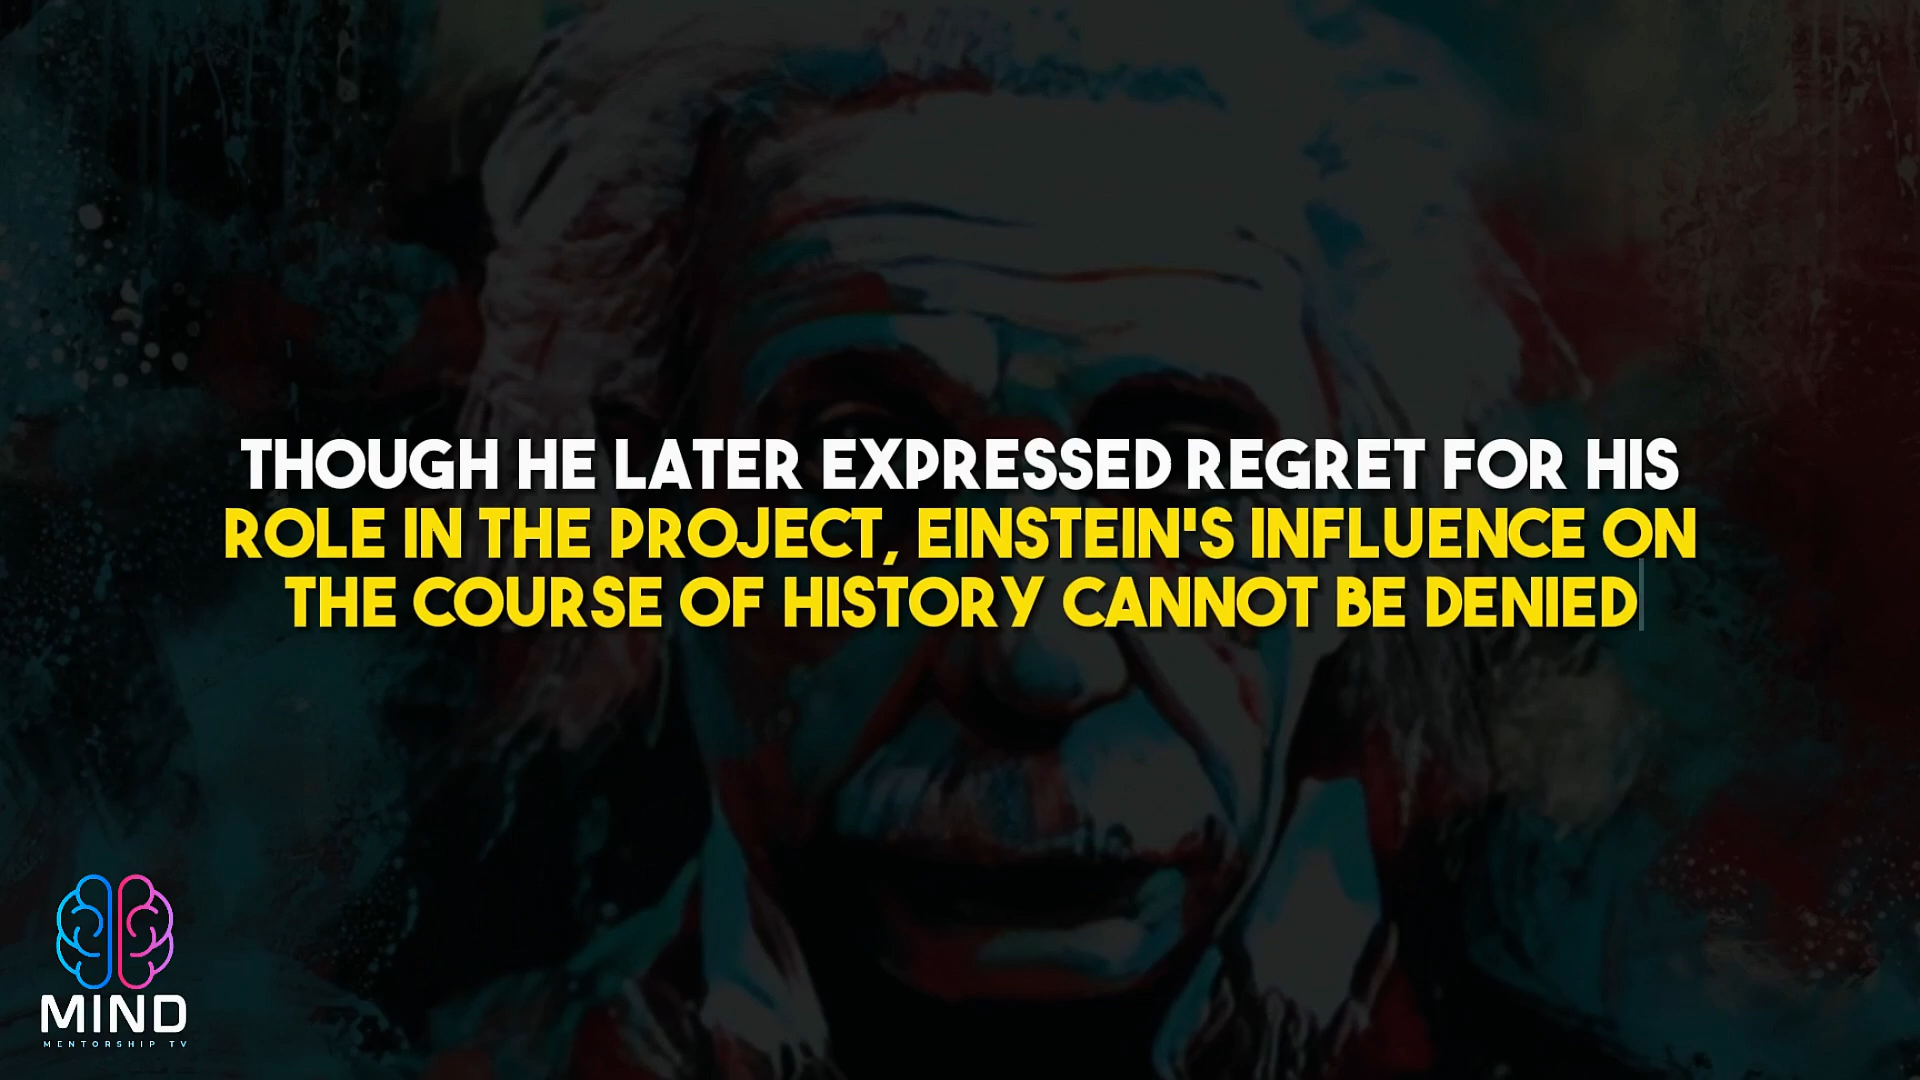 THOUGH HE LATER EXPRESSED REGRET FOR HIS
ROLE IN THE PROJECT, EINSTEIN'S INFLUENCE ON
THE COURSE OF HISTORY CANNOT BE DENIED
MIND
MENTORSHIP TV